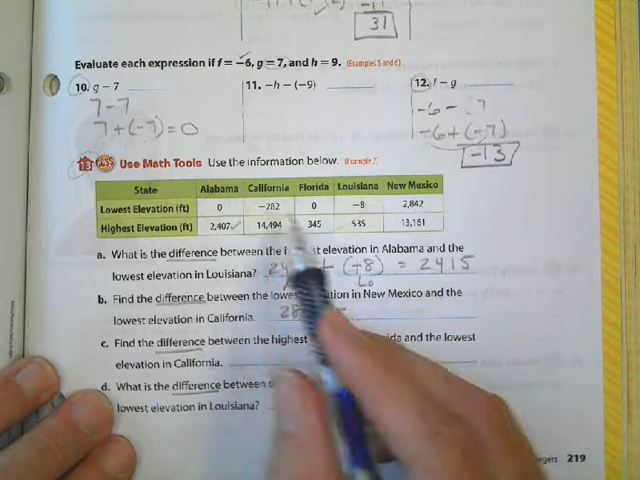 31
Evaluate each expression if f = −6, g = 7, and h = 9. (Examples 5 and 6)
10. g − 7
11. −h − (−9)
12. f − g
7 - 7
7 + (-7) = 0
-6 - 7
-6 + (-7)
-13
13 Use Math Tools Use the information below. (Example 7)
State Alabama California Florida Louisiana New Mexico
Lowest Elevation (ft) 0 −282 0 −8 2,842
Highest Elevation (ft) 2,407 14,494 345 535 13,161
a. What is the difference between the elevation in Alabama and the
lowest elevation in Louisiana? 24 + (-8) = 2415
Lo
b. Find the difference between the lowest in New Mexico and the
lowest elevation in California. 28
c. Find the difference between the highest and the lowest
elevation in California.
d. What is the difference between
lowest elevation in Louisiana?
219